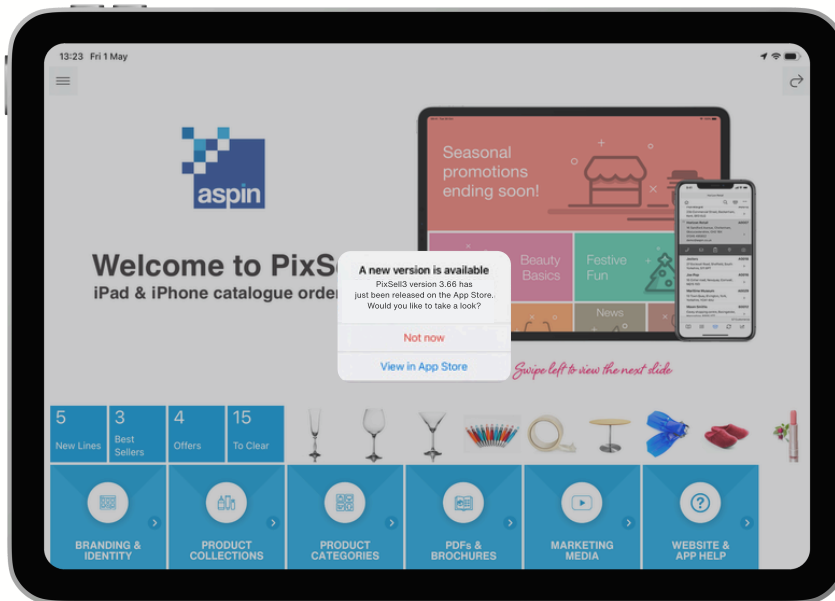 13:23 Fri 1 May
aspin
Seasonal
promotions
ending soon!
Beauty
Basics
Festive
Fun
News
Welcome to PixS
iPad & iPhone catalogue orde
A new version is available
PixSell3 version 3.66 has
just been released on the App Store.
Would you like to take a look?
Not now
View in App Store
Swipe left to view the next slide
5
New Lines
3
Best
Sellers
4
Offers
15
To Clear
BRANDING &
IDENTITY
PRODUCT
COLLECTIONS
PRODUCT
CATEGORIES
PDFs &
BROCHURES
MARKETING
MEDIA
WEBSITE &
APP HELP